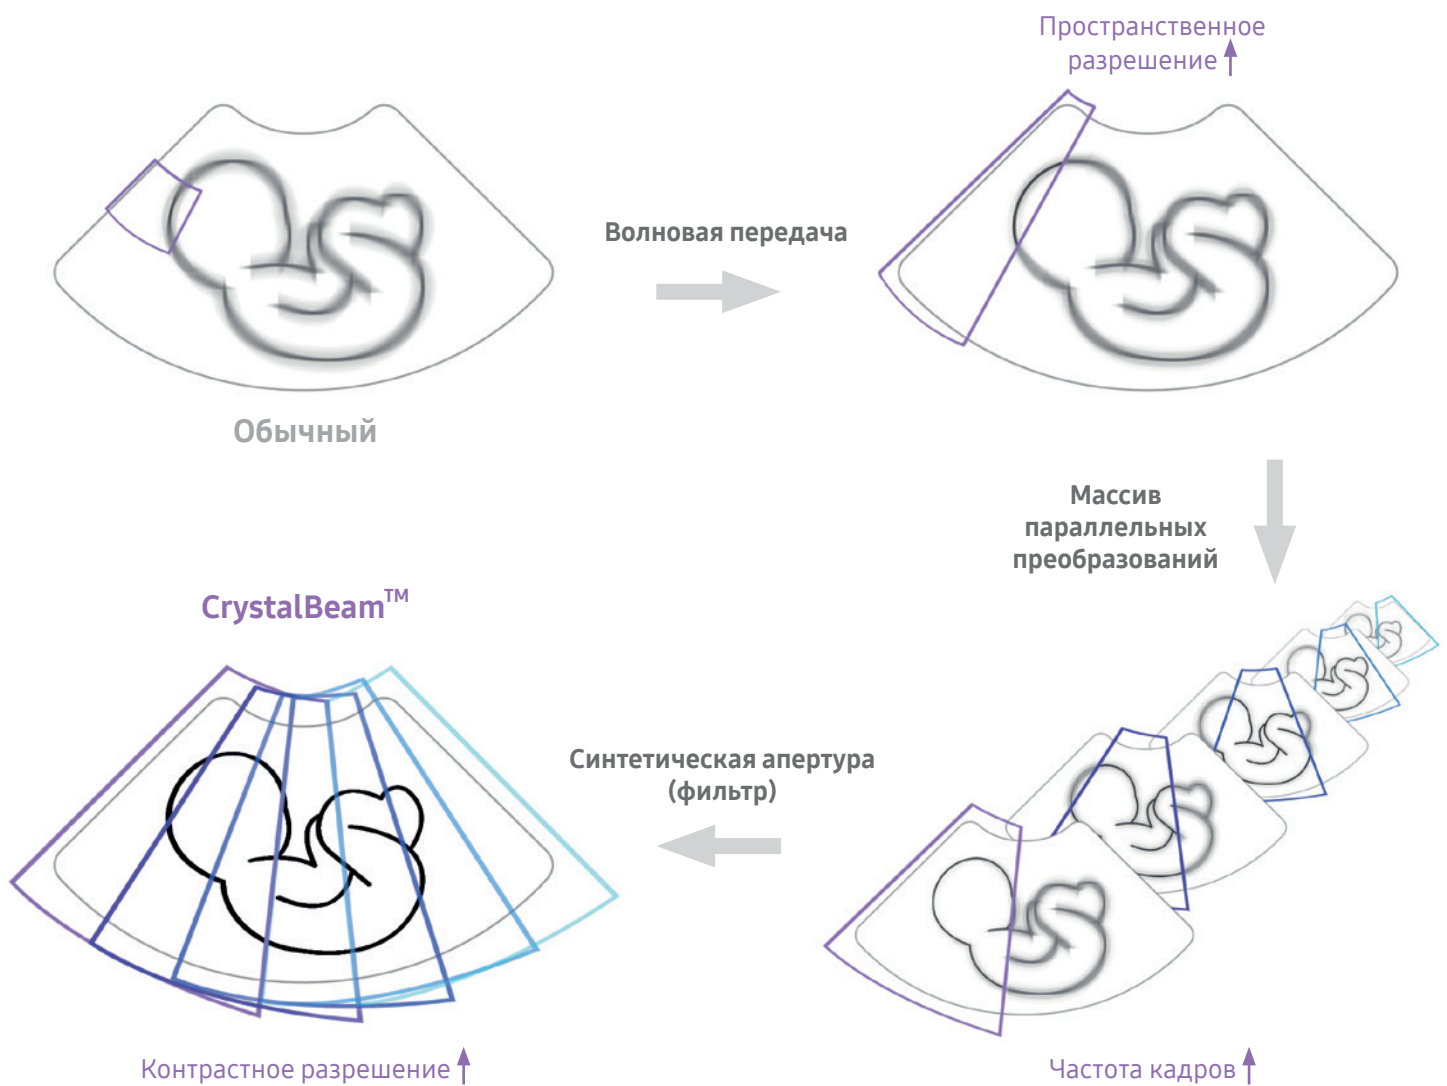 Пространственное
разрешение
Волновая передача
Обычный
Массив
параллельных
преобразований
CrystalBeam™
Синтетическая апертура
(фильтр)
Контрастное разрешение
Частота кадров